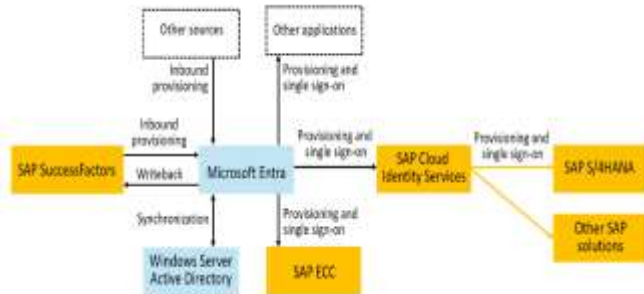 Other sources
Other applications
Inbound
provisioning
Provisioning and
single sign-on
Inbound
provisioning
Provisioning and
single sign-on
Provisioning and
single sign-on
SAP SuccessFactors
Microsoft Entra
SAP Cloud
Identity Services
SAP S/4HANA
Writeback
Synchronization
Provisioning and
single sign-on
Other SAP
solutions
Windows Server
Active Directory
SAP ECC